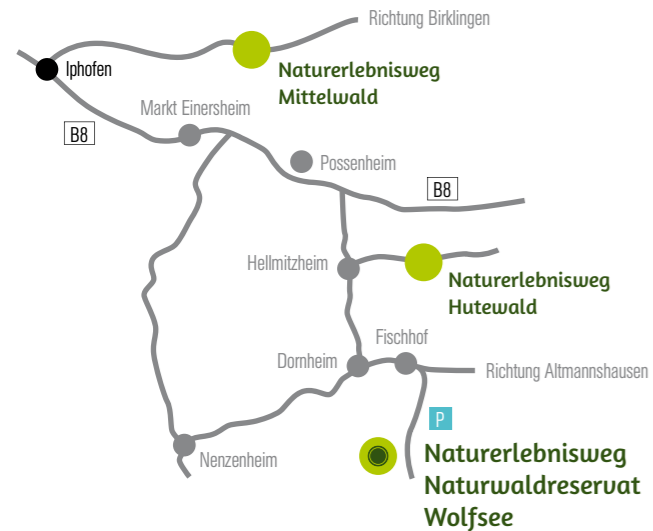 Richtung Birklingen
Iphofen
Naturerlebnisweg
Mittelwald
Markt Einersheim
B8
Possenheim
B8
Hellmitzheim
Naturerlebnisweg
Hutewald
Fischhof
Dornheim
Richtung Altmannshausen
P
Nenzenheim
Naturerlebnisweg
Naturwaldreservat
Wolfsee